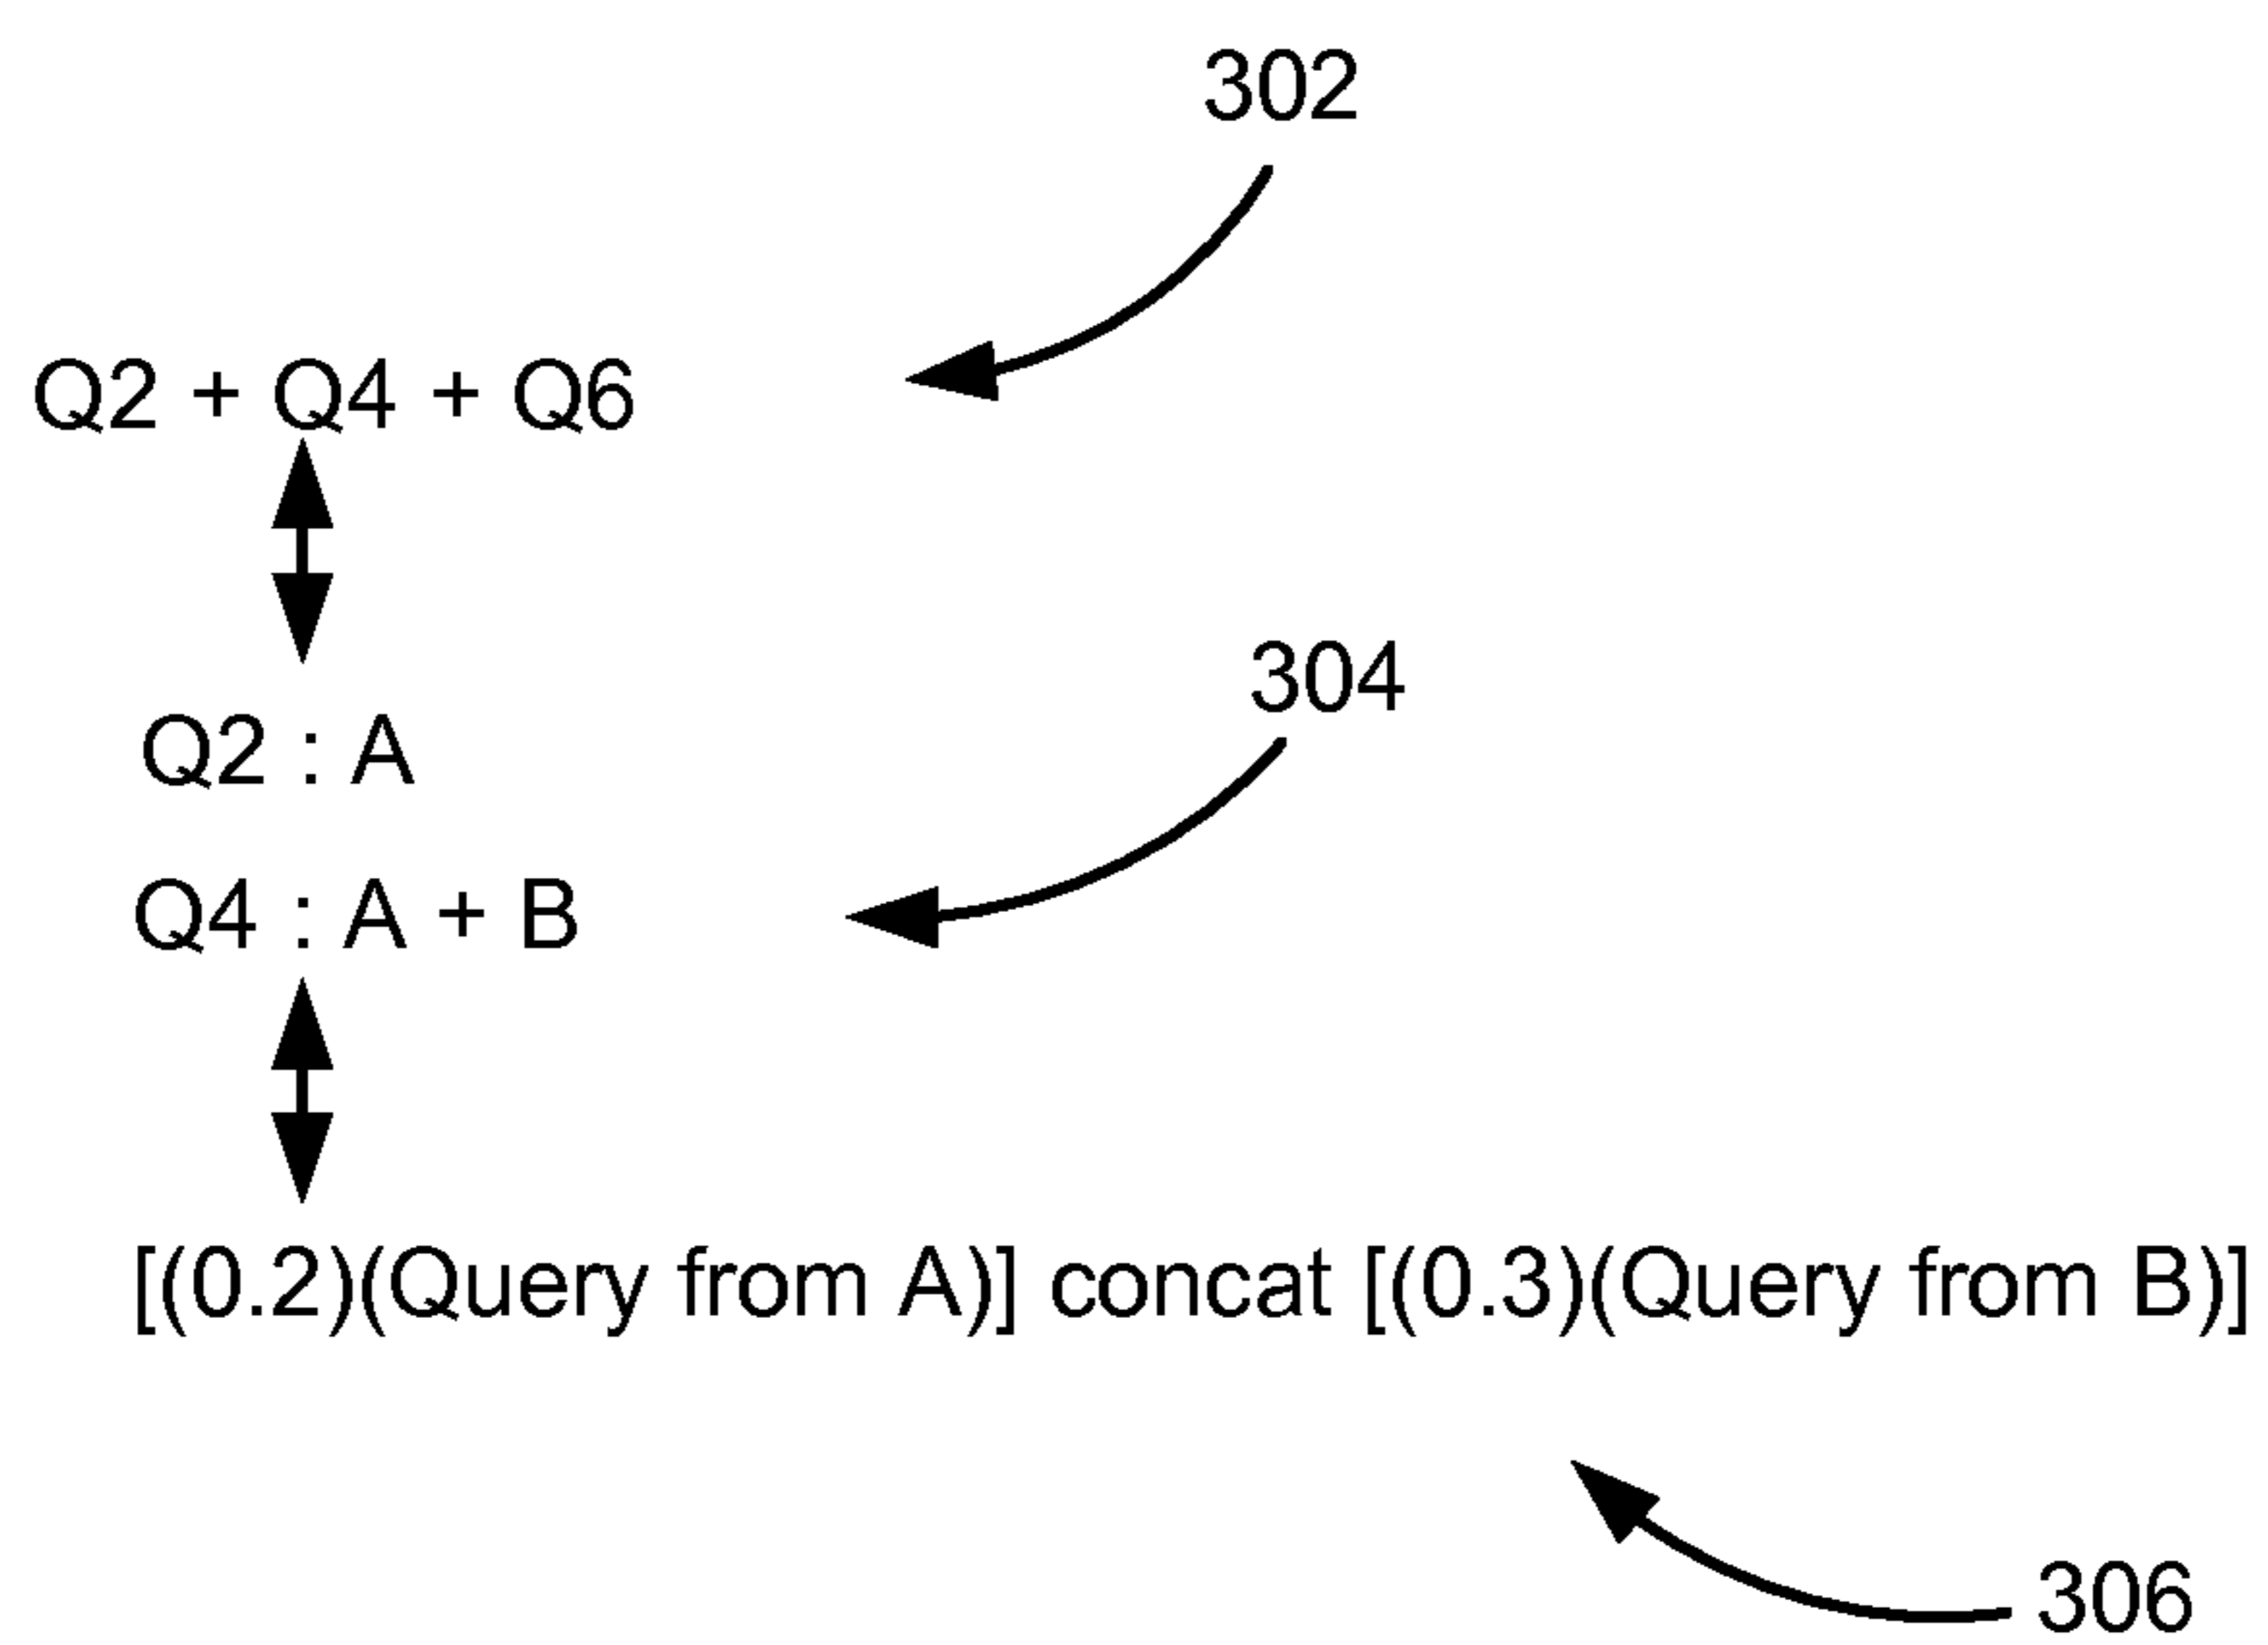 302
Q2 + Q4 + Q6
304
Q2 : A
Q4 : A + B
[(0.2)(Query from A)] concat [(0.3)(Query from B)]
306